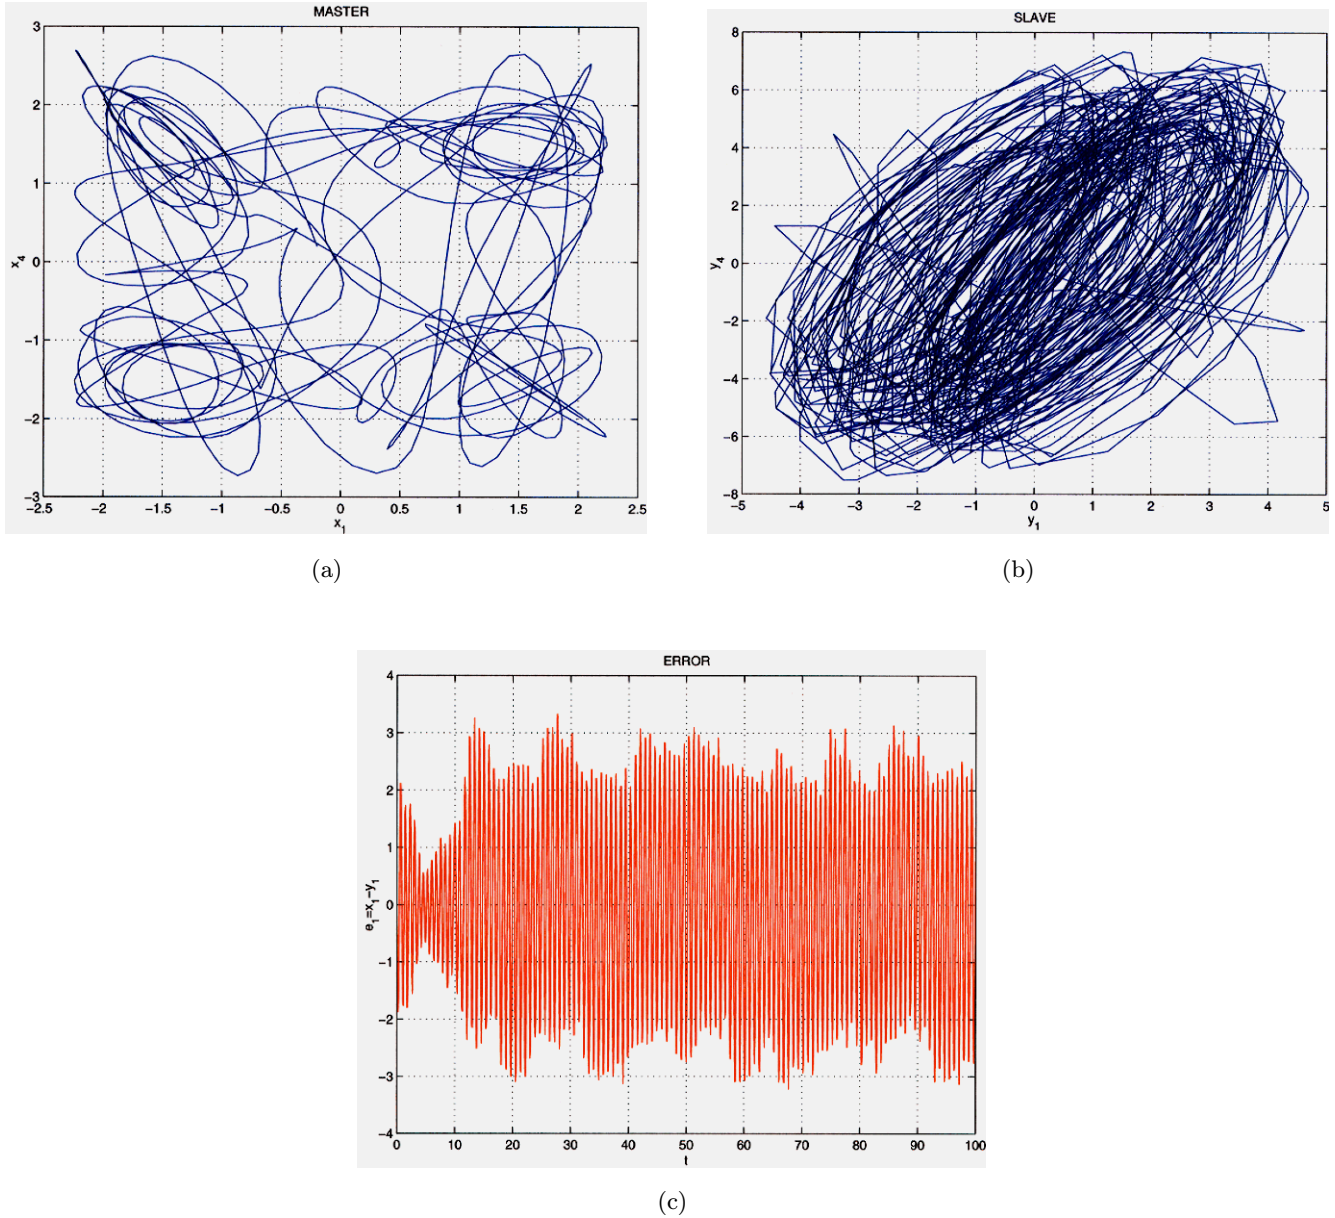 MASTER
3
2
1
0
−1
−2
−3
x4
−2.5 −2 −1.5 −1 −0.5 0 0.5 1 1.5 2 2.5
x1
(a)
SLAVE
8
6
4
2
0
−2
−4
−6
−8
y4
−5 −4 −3 −2 −1 0 1 2 3 4 5
y1
(b)
ERROR
4
3
2
1
0
−1
−2
−3
−4
e1=x1−y1
0 10 20 30 40 50 60 70 80 90 100
t
(c)